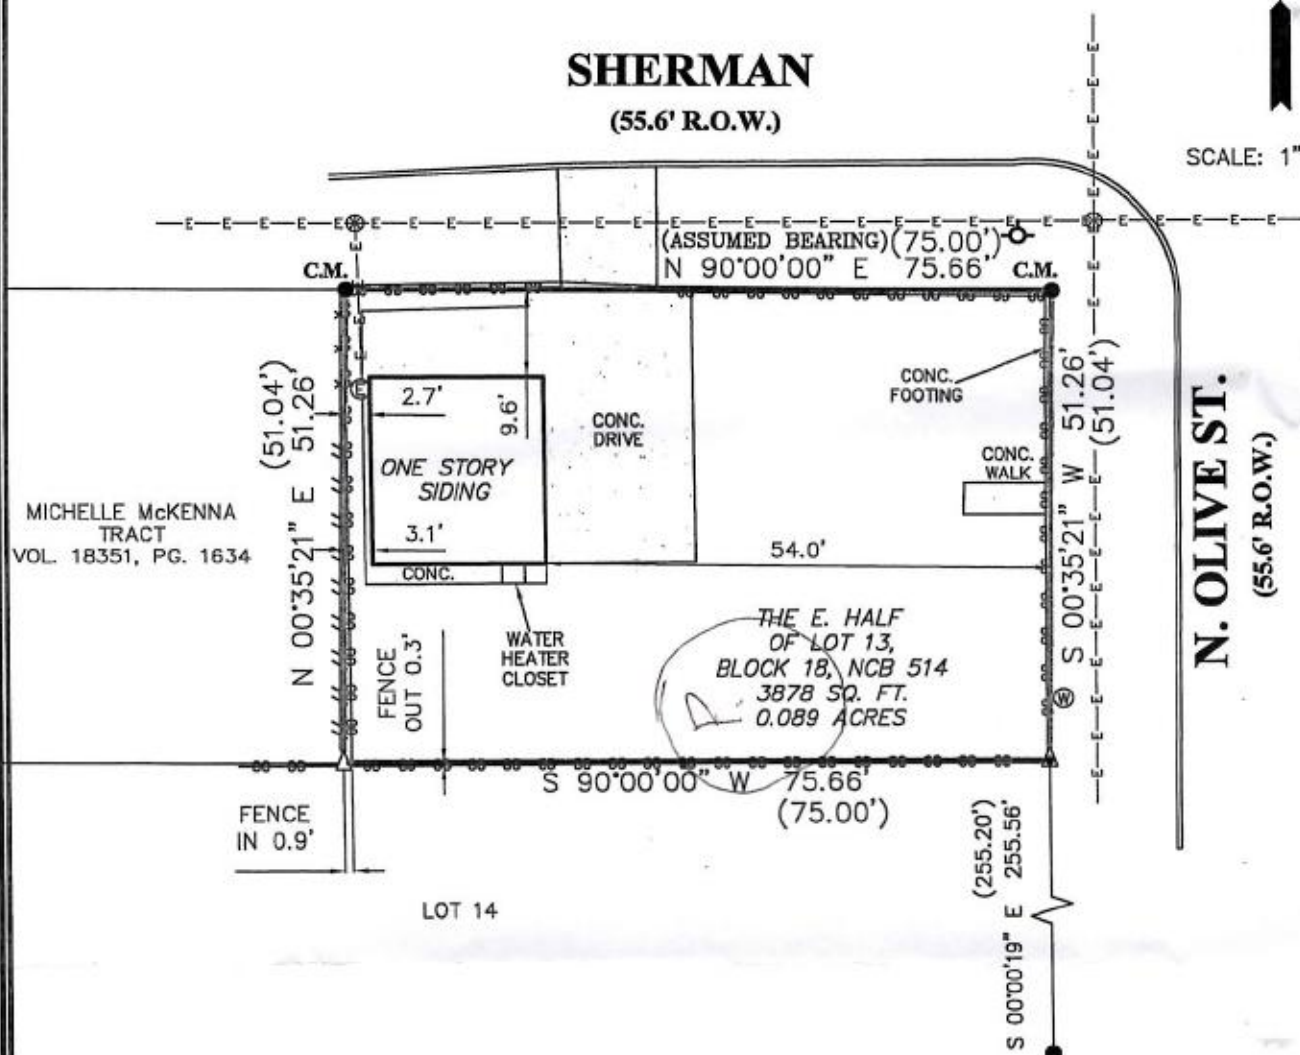 SHERMAN
(55.6' R.O.W.)
SCALE: 1"
E E E E E E E E E E E E E E E E E E E E E E E E
(ASSUMED BEARING)(75.00')
C.M.
N 90°00'00" E 75.66'
C.M.
(51.04')
N 00°35'21" E 51.26'
E
2.7'
9.6'
CONC.
DRIVE
CONC.
FOOTING
S 00°35'21" W 51.26'
(51.04')
N. OLIVE ST.
(55.6' R.O.W.)
ONE STORY
SIDING
CONC.
WALK
MICHELLE McKENNA
TRACT
VOL. 18351, PG. 1634
3.1'
54.0'
CONC.
WATER
HEATER
CLOSET
FENCE
OUT 0.3'
THE E. HALF
OF LOT 13,
BLOCK 18, NCB 514
3878 SQ. FT.
0.089 ACRES
W
S 90°00'00" W 75.66'
(75.00')
FENCE
IN 0.9'
(255.20')
S 00°00'19" E 255.56'
LOT 14